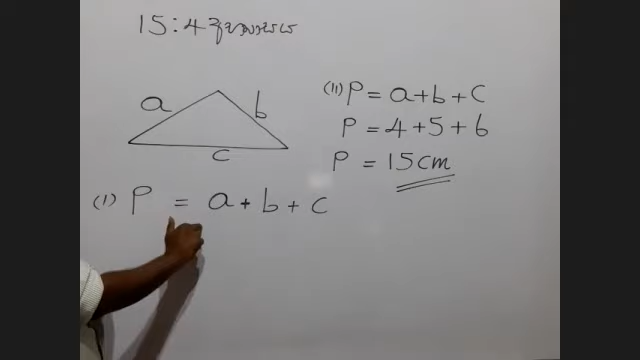 15:4
a
b
c
(I) P = a + b + c
(II) P = a+b+c
P = 4+5+6
P = 15cm